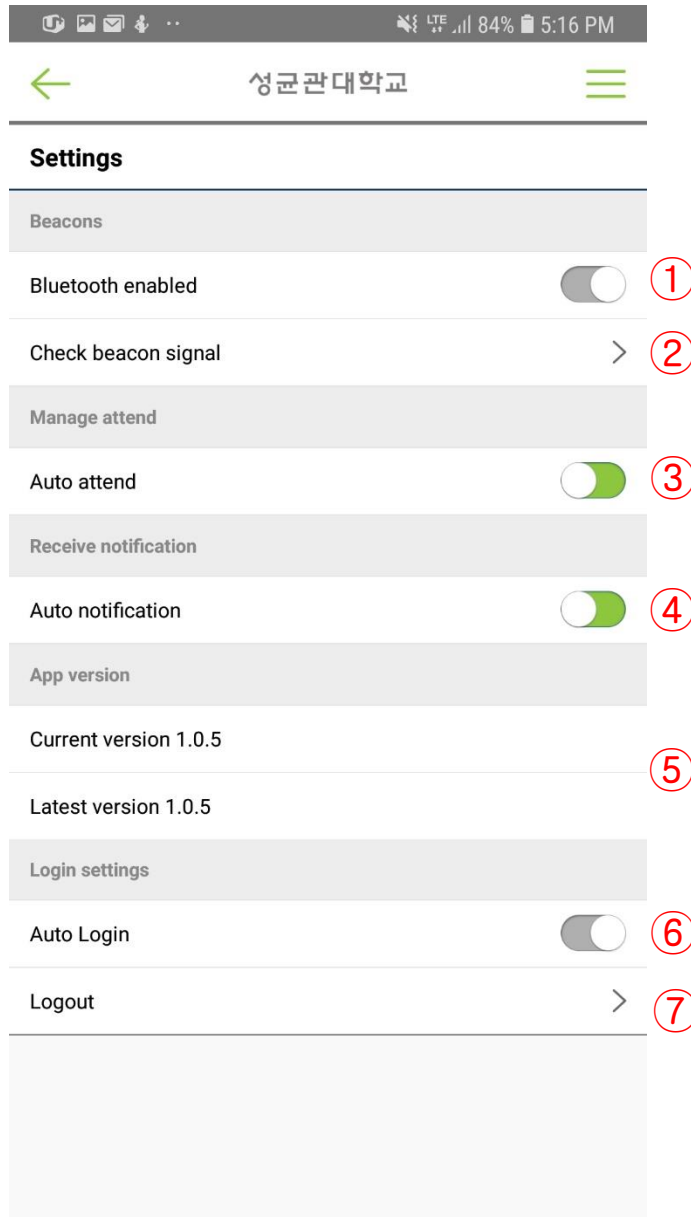 LTE 84% 5:16 PM
성균관대학교
Settings
Beacons
Bluetooth enabled ①
Check beacon signal ②
Manage attend
Auto attend ③
Receive notification
Auto notification ④
App version
Current version 1.0.5
⑤
Latest version 1.0.5
Login settings
Auto Login ⑥
Logout ⑦